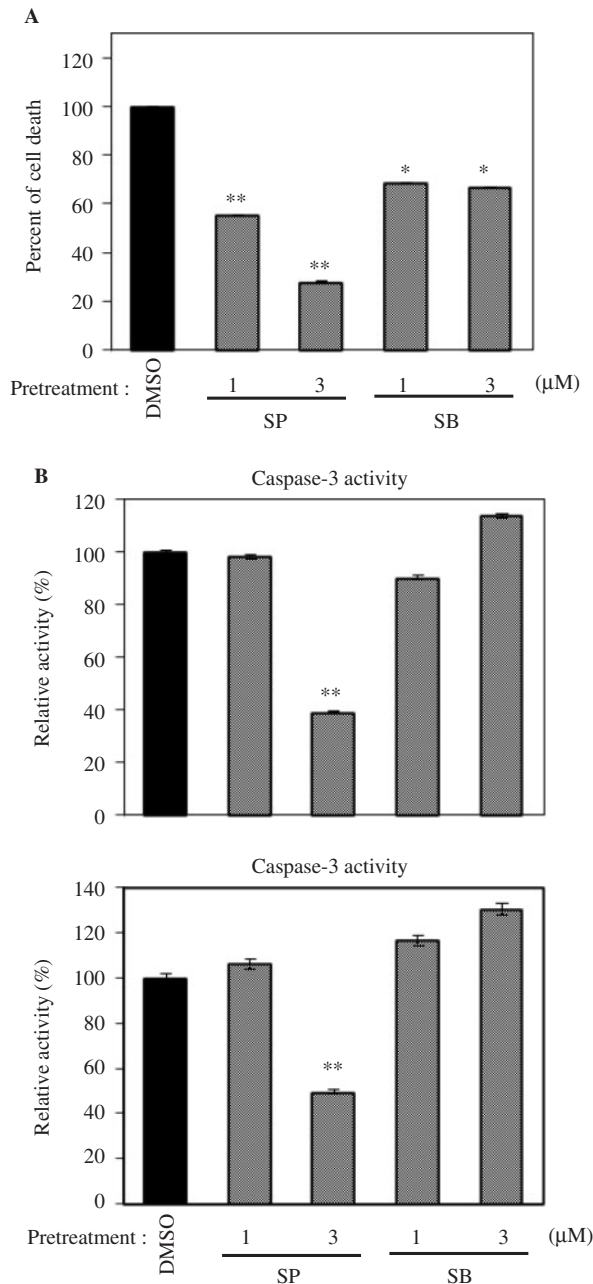 A
120
100
80
60
40
20
0
Percent of cell death
** ** * *
Pretreatment : DMSO 1 3 1 3 (μM)
SP SB
B
Caspase-3 activity
120
100
80
60
40
20
0
Relative activity (%)
**
Caspase-3 activity
140
120
100
80
60
40
20
0
Relative activity (%)
**
Pretreatment : DMSO 1 3 1 3 (μM)
SP SB